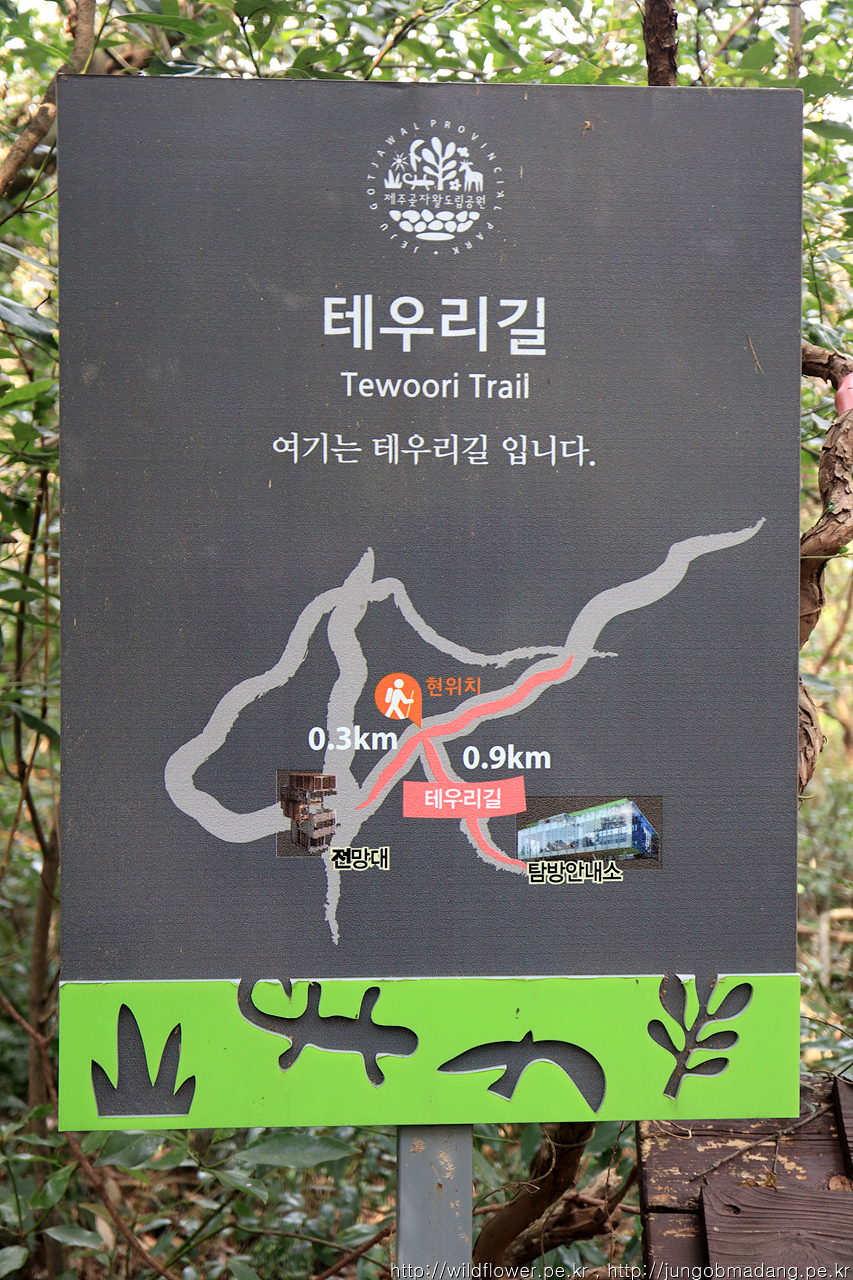 JEJU GOTJAWAL PROVINCIAL PARK
제주곶자왈도립공원
테우리길
Tewoori Trail
여기는 테우리길 입니다.
현위치
0.3km
0.9km
테우리길
전망대
탐방안내소
http://wildflower.pe.kr , http://jungobmadang.pe.kr